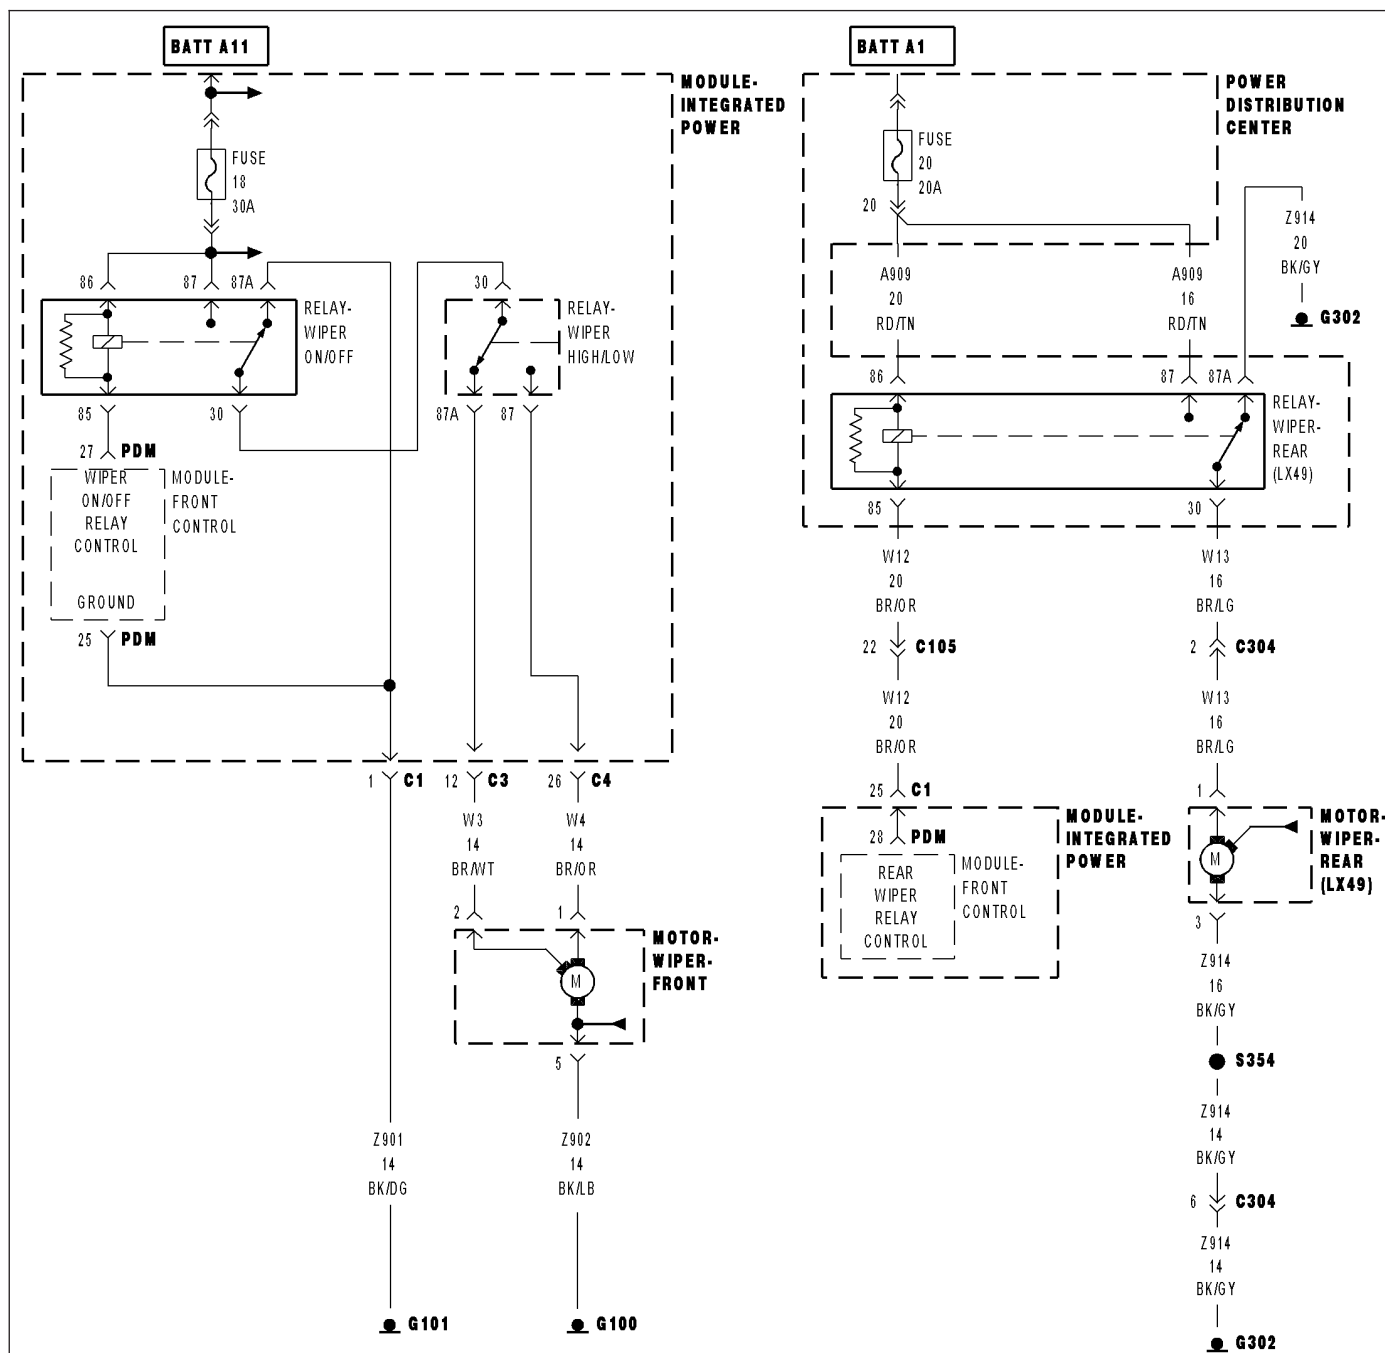 BATT A11
MODULE-
INTEGRATED
POWER
FUSE
18
30A
86
87
87A
30
RELAY-
WIPER
ON/OFF
RELAY-
WIPER
HIGH/LOW
85
30
87A
87
27
PDM
WIPER
ON/OFF
RELAY
CONTROL
GROUND
MODULE-
FRONT
CONTROL
25
PDM
1
C1
12
C3
26
C4
W3
14
BR/WT
W4
14
BR/OR
2
1
MOTOR-
WIPER-
FRONT
M
5
Z901
14
BK/DG
Z902
14
BK/LB
G101
G100
BATT A1
POWER
DISTRIBUTION
CENTER
FUSE
20
20A
20
Z914
20
BK/GY
G302
A909
20
RD/TN
A909
16
RD/TN
86
87
87A
RELAY-
WIPER-
REAR
(LX49)
85
30
W12
20
BR/OR
W13
16
BR/LG
22
C105
2
C304
W12
20
BR/OR
W13
16
BR/LG
25
C1
1
28
PDM
REAR
WIPER
RELAY
CONTROL
MODULE-
FRONT
CONTROL
MODULE-
INTEGRATED
POWER
MOTOR-
WIPER-
REAR
(LX49)
M
3
Z914
16
BK/GY
S354
Z914
14
BK/GY
6
C304
Z914
14
BK/GY
G302